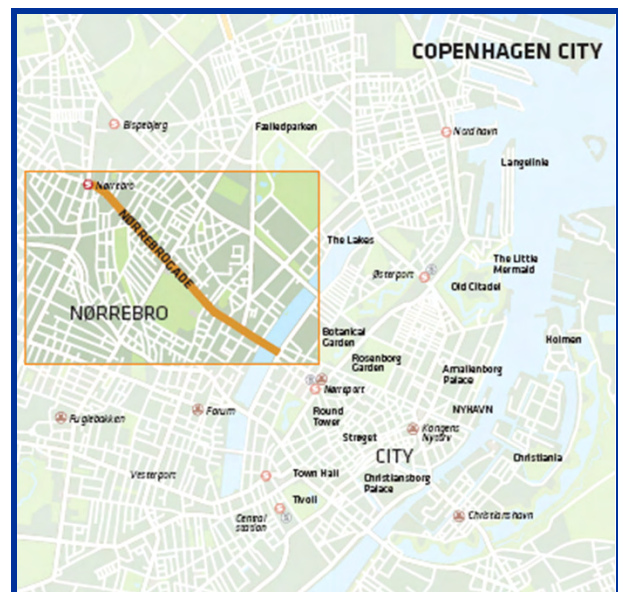 COPENHAGEN CITY
Bispebjerg
Fælledparken
Nordhavn
Langelinie
Nørrebro
NØRREBROGADE
The Lakes
The Little
Mermaid
Østerport
Old Citadel
NØRREBRO
Botanical
Garden
Holmen
Rosenborg
Garden
Amalienborg
Palace
Nørreport
Forum
Fuglebakken
Round
Tower
NYHAVN
Kongens
Nytorv
Strøget
CITY
Christiania
Vesterport
Town Hall
Christiansborg
Palace
Tivoli
Central
station
Christianshavn